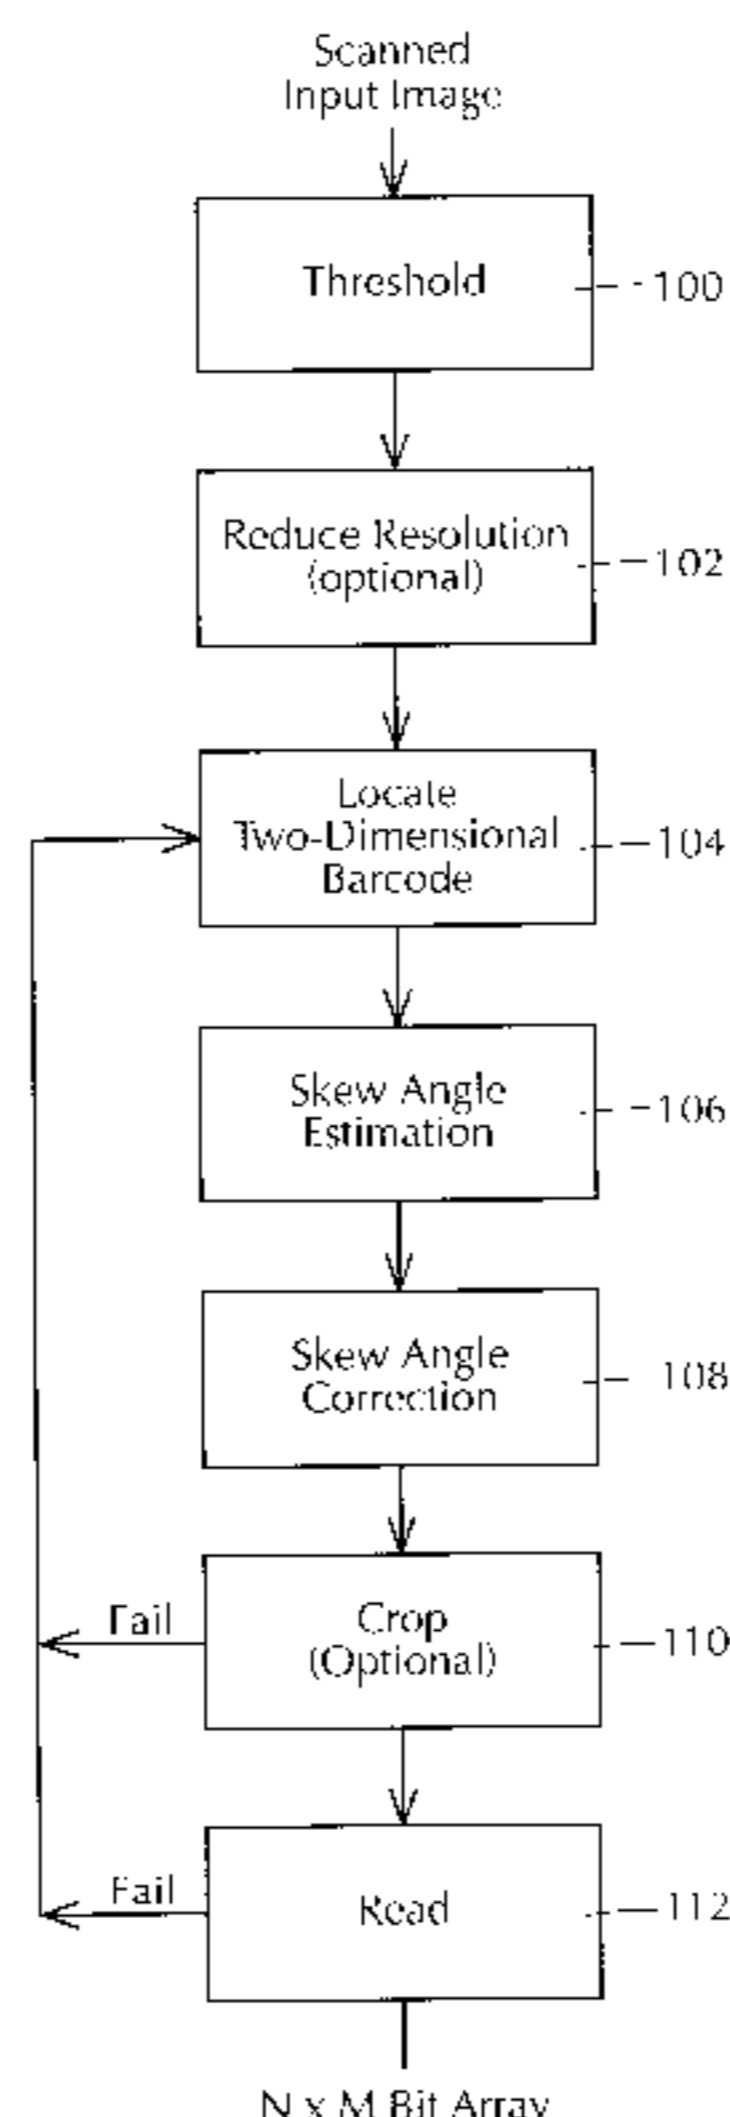 Scanned
Input Image
Threshold
100
Reduce Resolution
(optional)
102
Locate
Two-Dimensional
Barcode
104
Skew Angle
Estimation
106
Skew Angle
Correction
108
Fail
Crop
(Optional)
110
Fail
Read
112
N x M Bit Array